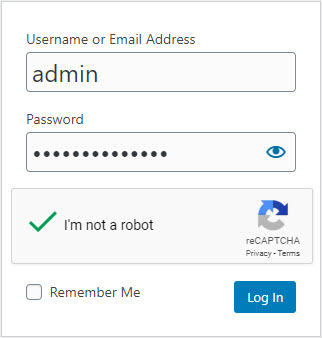 Username or Email Address
admin
Password
••••••••••••••
I'm not a robot
reCAPTCHA
Privacy - Terms
Remember Me
Log In